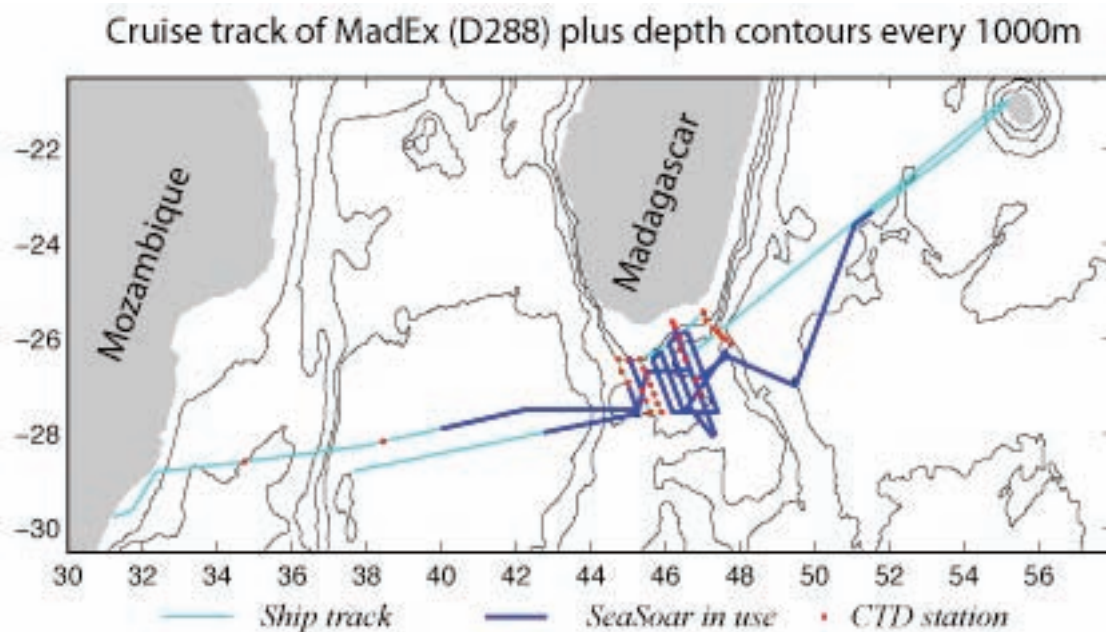 Cruise track of MadEx (D288) plus depth contours every 1000m
Mozambique
Madagascar
−22
−24
−26
−28
−30
30 32 34 36 38 40 42 44 46 48 50 52 54 56
Ship track SeaSoar in use CTD station